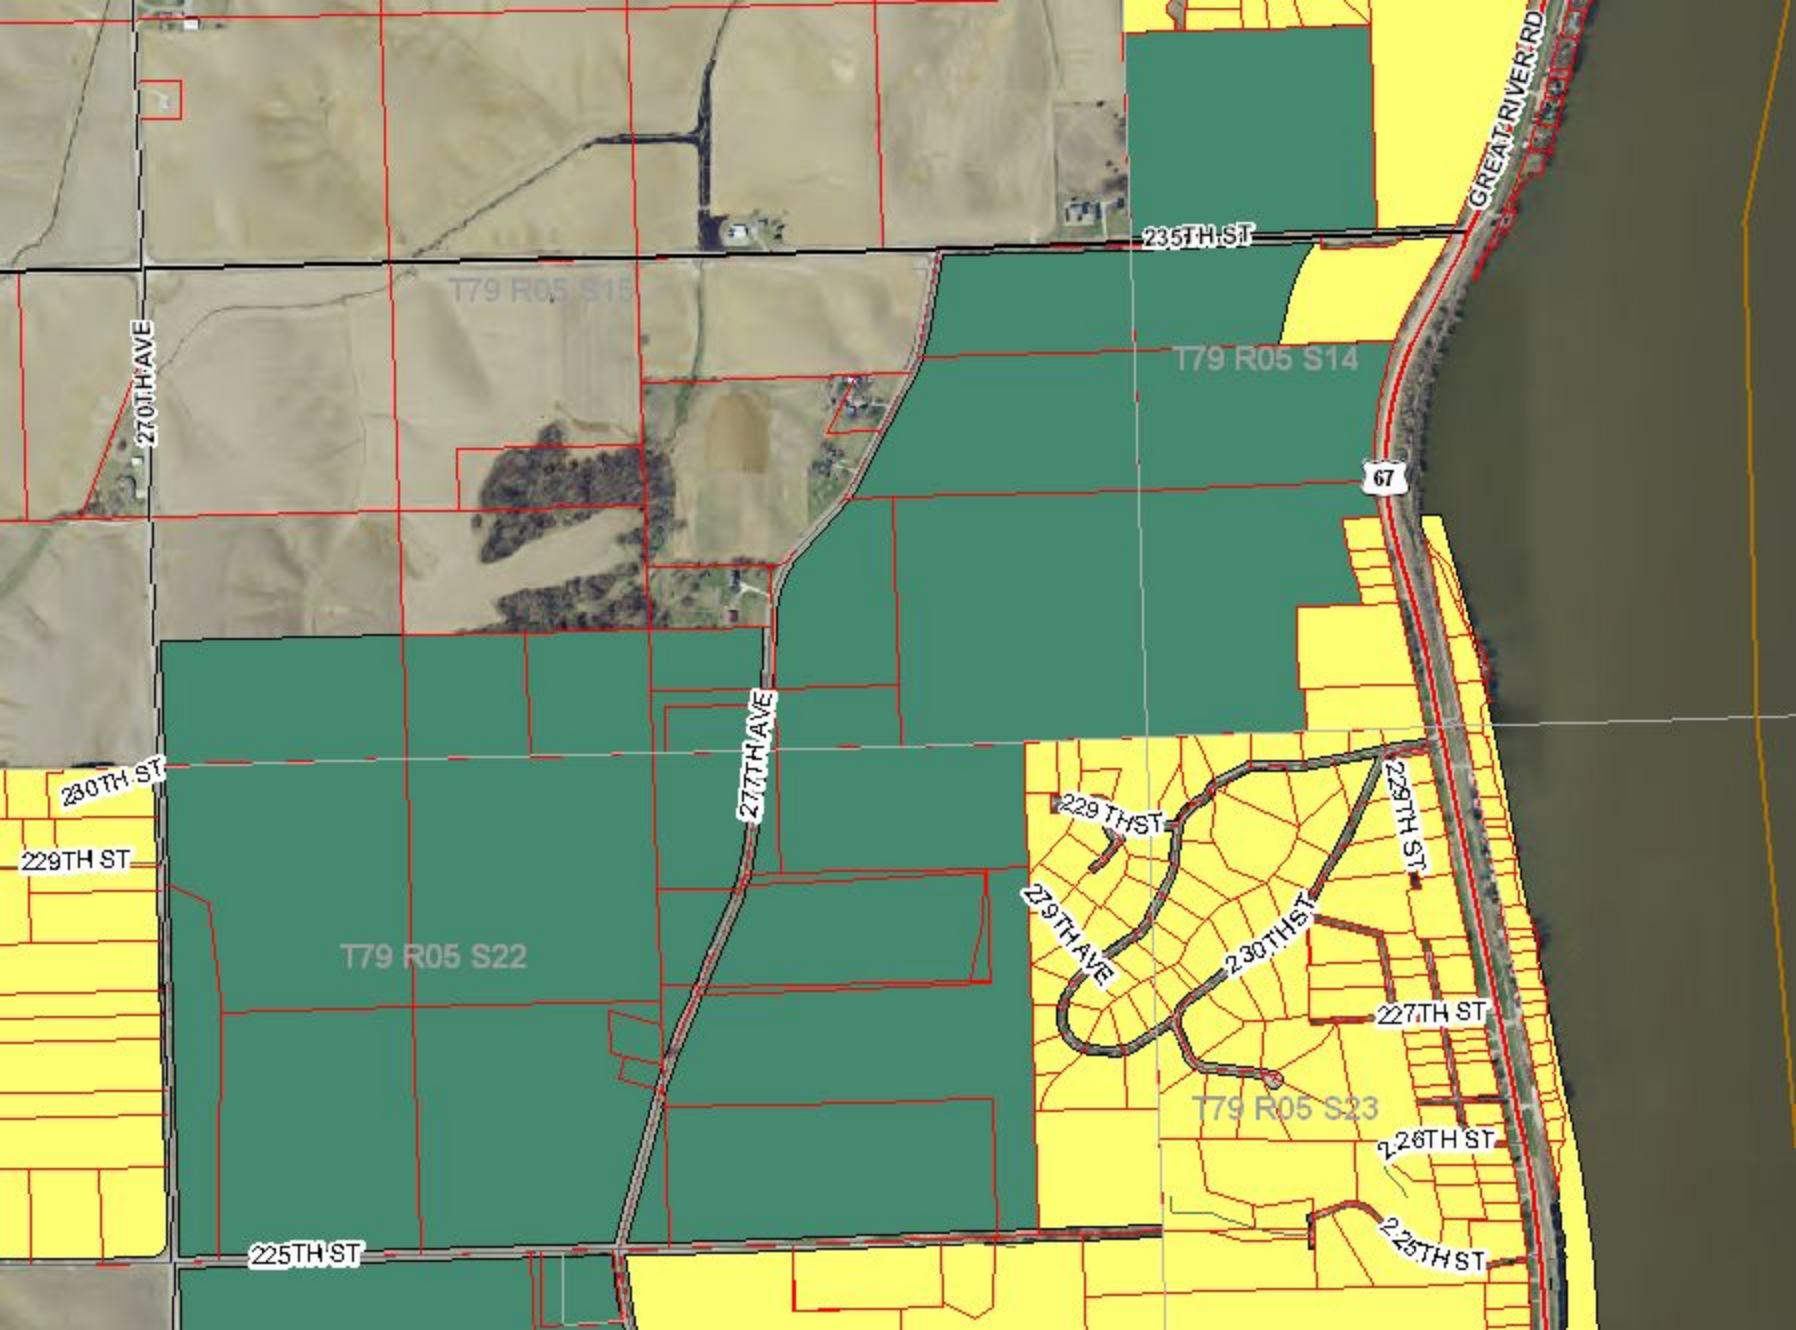 GREAT RIVER RD
235TH ST
T79 R05 S15
270TH AVE
T79 R05 S14
67
277TH AVE
230TH ST
229TH ST
229 TH ST
229TH ST
279TH AVE
230TH ST
T79 R05 S22
227TH ST
T79 R05 S23
226TH ST
225TH ST
225TH ST